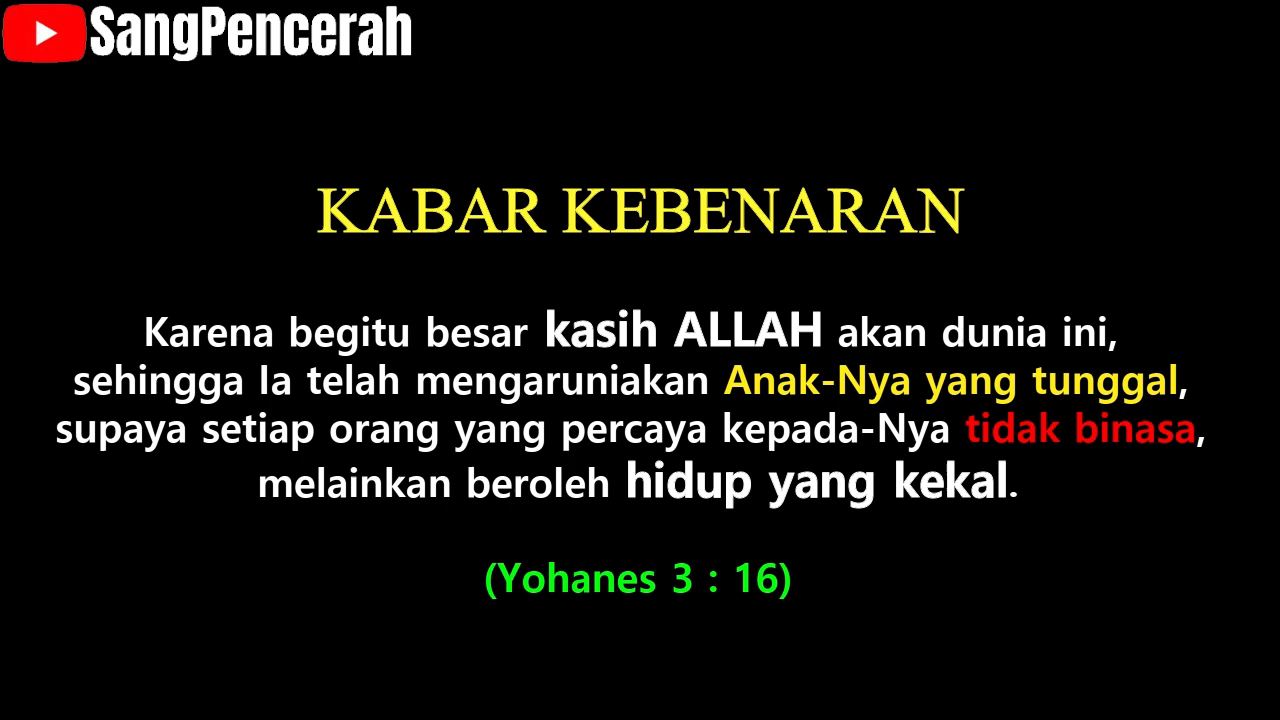 SangPencerah
KABAR KEBENARAN
Karena begitu besar kasih ALLAH akan dunia ini,
sehingga Ia telah mengaruniakan Anak-Nya yang tunggal,
supaya setiap orang yang percaya kepada-Nya tidak binasa,
melainkan beroleh hidup yang kekal.
(Yohanes 3 : 16)